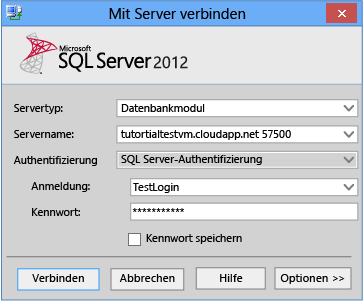 Mit Server verbinden
Microsoft
SQL Server 2012
Servertyp: Datenbankmodul
Servername: tutortialtestvm.cloudapp.net 57500
Authentifizierung SQL Server-Authentifizierung
Anmeldung: TestLogin
Kennwort: ***********
Kennwort speichern
Verbinden Abbrechen Hilfe Optionen >>